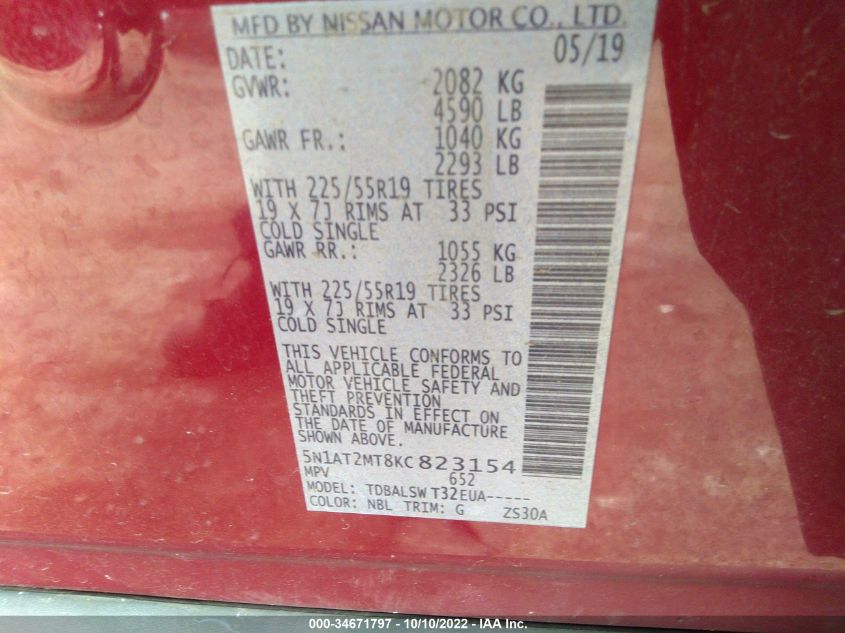 MFD BY NISSAN MOTOR CO., LTD.
DATE: 05/19
GVWR: 2082 KG
4590 LB
GAWR FR.: 1040 KG
2293 LB
WITH 225/55R19 TIRES
19 X 7J RIMS AT 33 PSI
COLD SINGLE
GAWR RR.: 1055 KG
2326 LB
WITH 225/55R19 TIRES
19 X 7J RIMS AT 33 PSI
COLD SINGLE
THIS VEHICLE CONFORMS TO
ALL APPLICABLE FEDERAL
MOTOR VEHICLE SAFETY AND
THEFT PREVENTION
STANDARDS IN EFFECT ON
THE DATE OF MANUFACTURE
SHOWN ABOVE.
5N1AT2MT8KC823154
MPV 652
MODEL: TDBALSW T32EUA-----
COLOR: NBL TRIM: G ZS30A
000-34671797 - 10/10/2022 - IAA Inc.